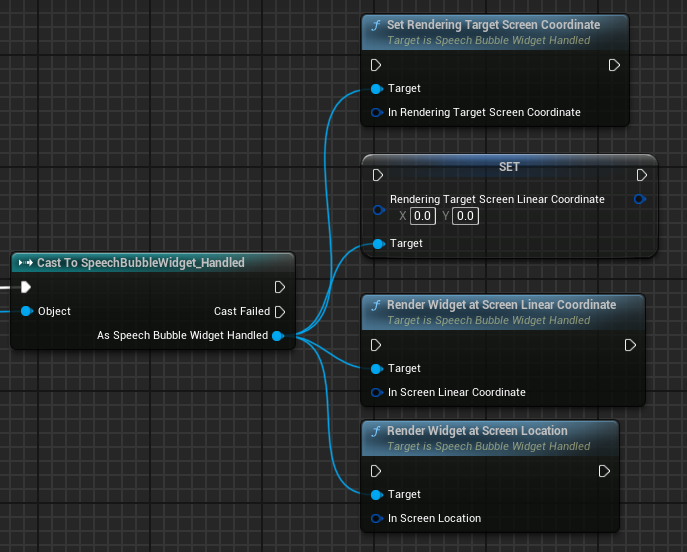 Set Rendering Target Screen Coordinate
Target is Speech Bubble Widget Handled
Target
In Rendering Target Screen Coordinate
SET
Rendering Target Screen Linear Coordinate
X 0.0 Y 0.0
Target
Cast To SpeechBubbleWidget_Handled
Object
Cast Failed
As Speech Bubble Widget Handled
Render Widget at Screen Linear Coordinate
Target is Speech Bubble Widget Handled
Target
In Screen Linear Coordinate
Render Widget at Screen Location
Target is Speech Bubble Widget Handled
Target
In Screen Location